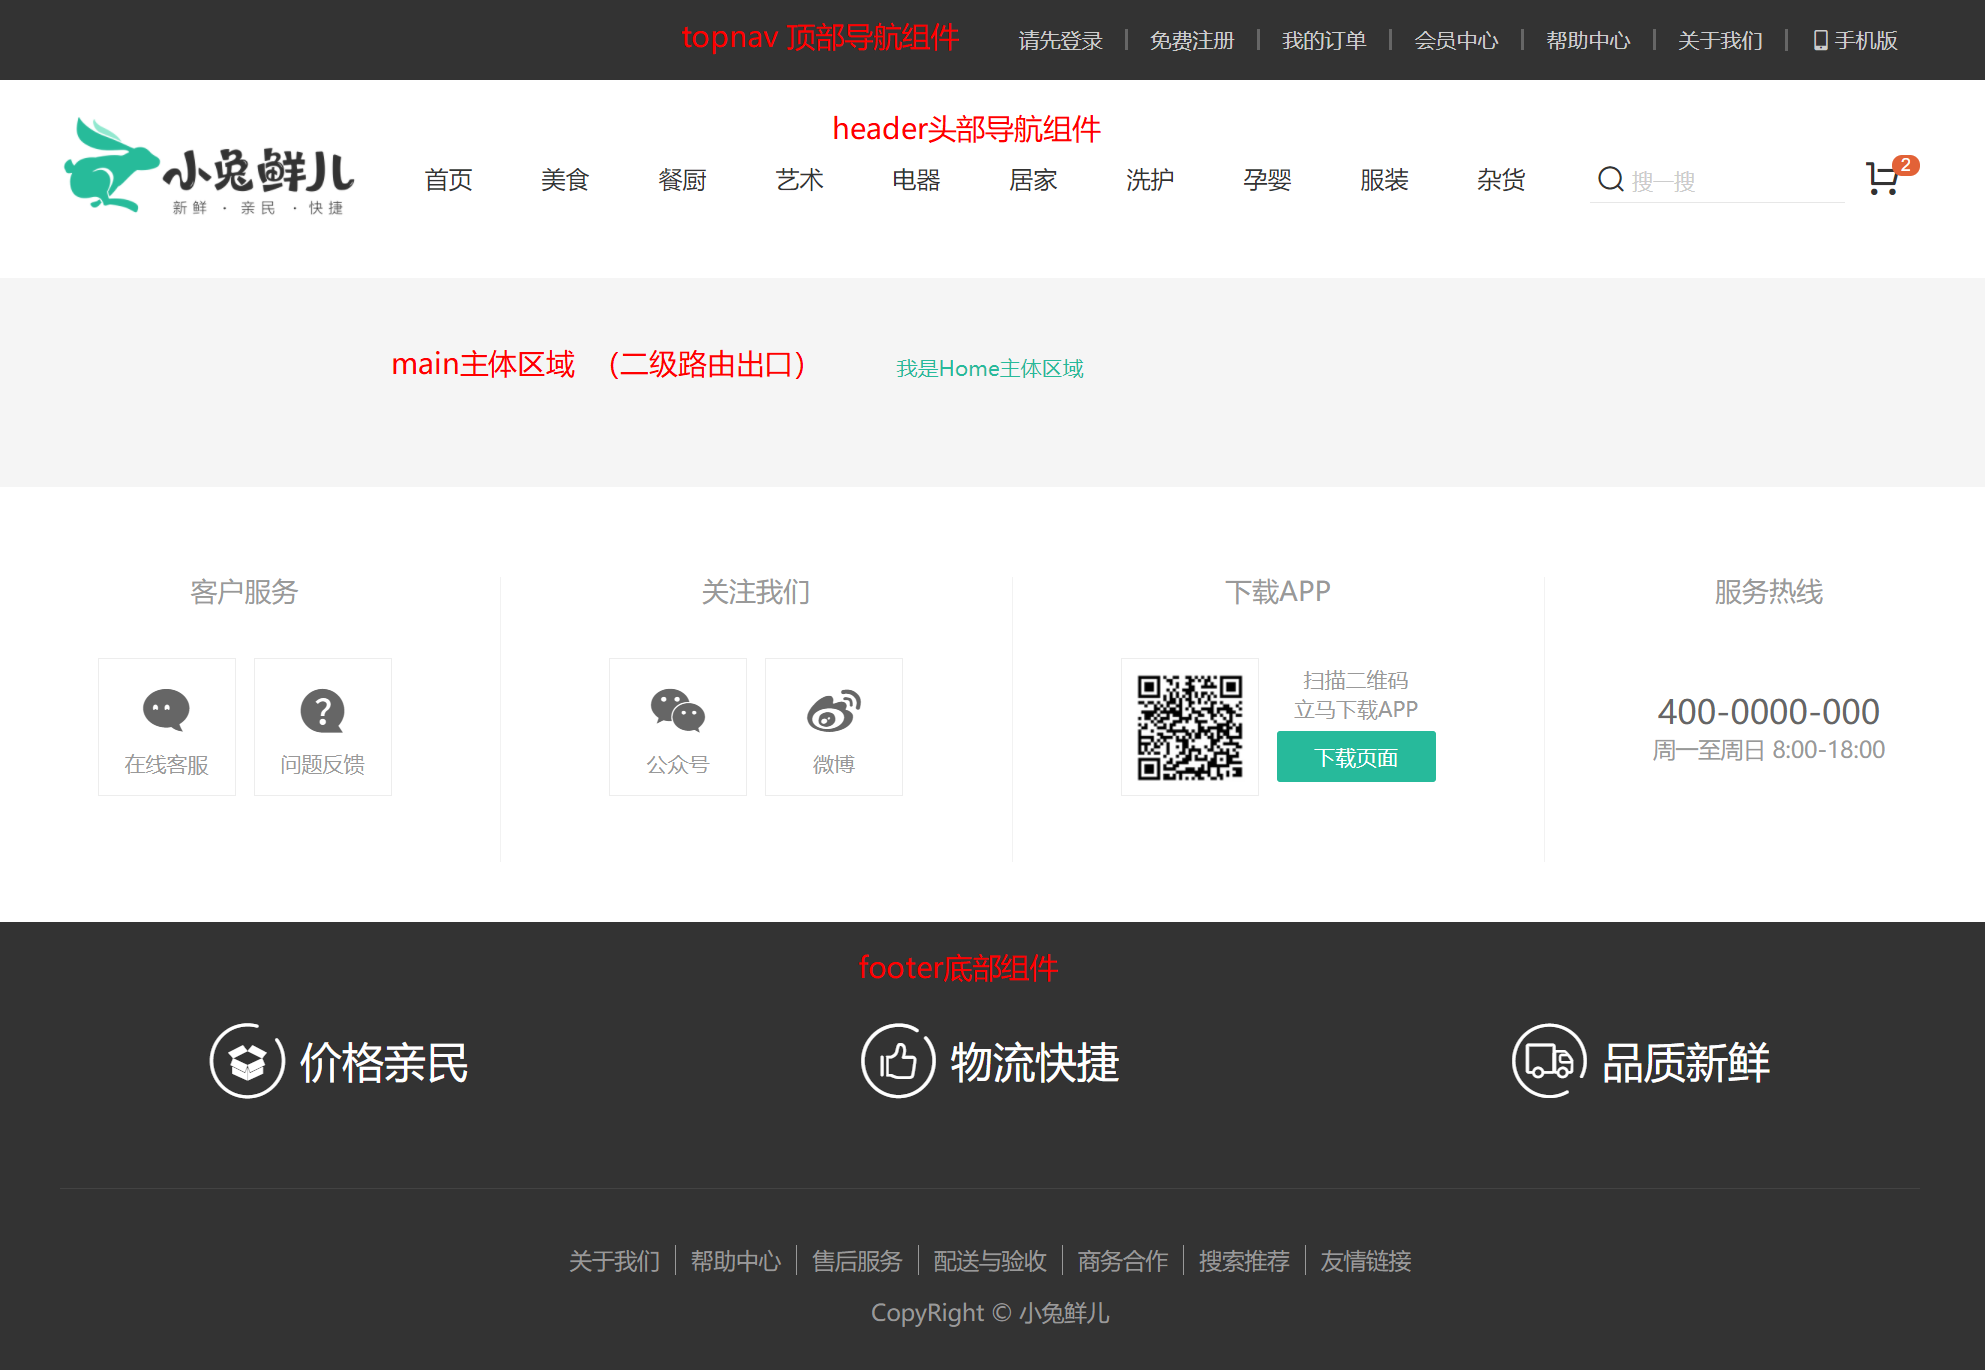 topnav 顶部导航组件
请先登录 免费注册 我的订单 会员中心 帮助中心 关于我们 手机版
header头部导航组件
小兔鲜儿
新鲜 · 亲民 · 快捷
首页 美食 餐厨 艺术 电器 居家 洗护 孕婴 服装 杂货 搜一搜 2
main主体区域 （二级路由出口） 我是Home主体区域
客户服务 关注我们 下载APP 服务热线
扫描二维码
立马下载APP
400-0000-000
下载页面
周一至周日 8:00-18:00
在线客服 问题反馈 公众号 微博
footer底部组件
价格亲民 物流快捷 品质新鲜
关于我们 帮助中心 售后服务 配送与验收 商务合作 搜索推荐 友情链接
CopyRight © 小兔鲜儿